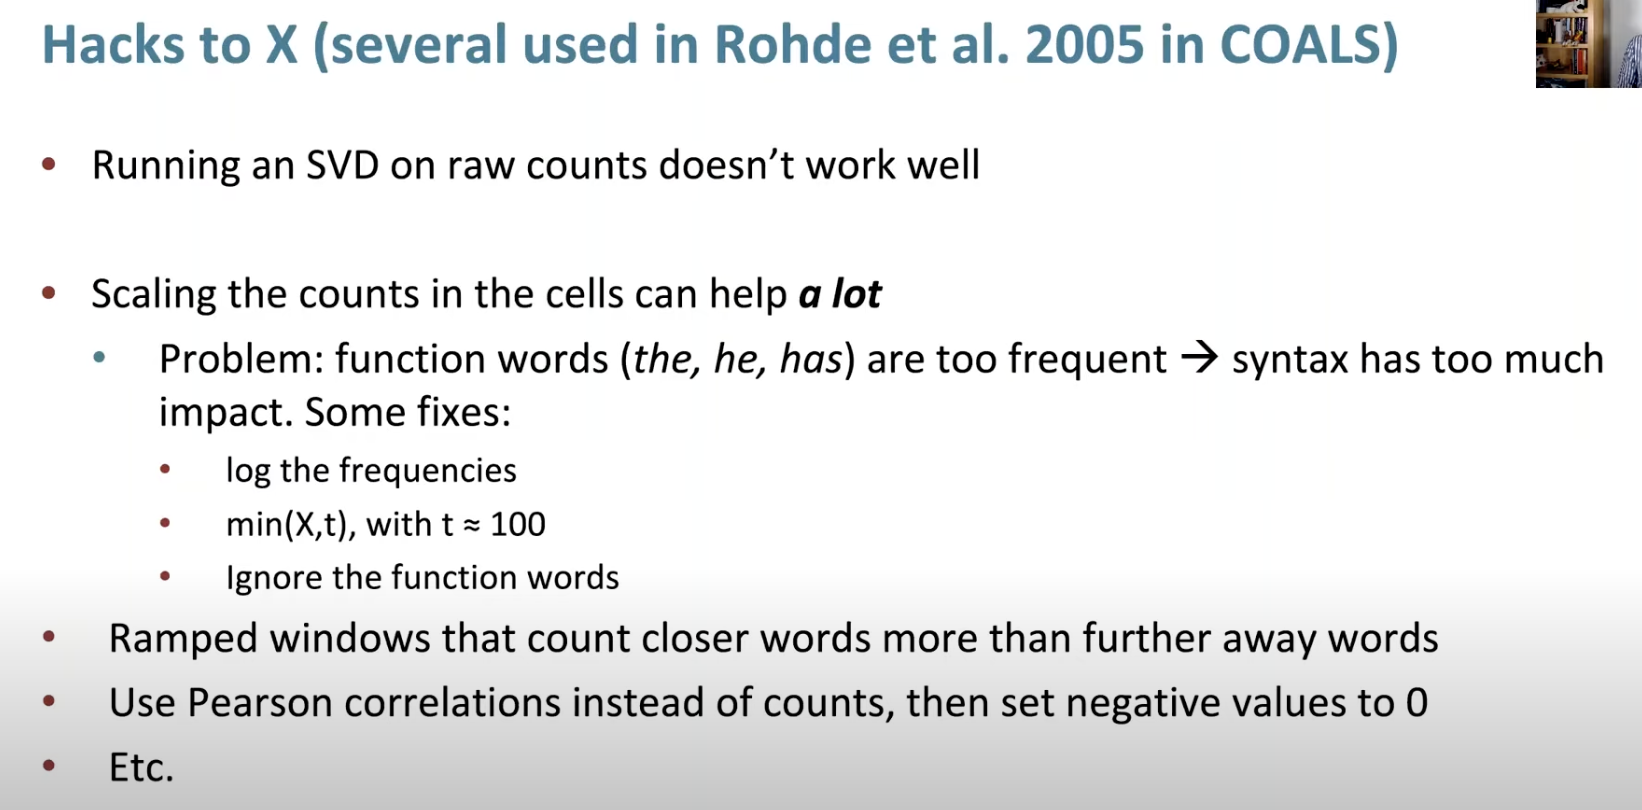 Hacks to X (several used in Rohde et al. 2005 in COALS)
• Running an SVD on raw counts doesn’t work well
• Scaling the counts in the cells can help a lot
• Problem: function words (the, he, has) are too frequent → syntax has too much
impact. Some fixes:
• log the frequencies
• min(X,t), with t ≈ 100
• Ignore the function words
• Ramped windows that count closer words more than further away words
• Use Pearson correlations instead of counts, then set negative values to 0
• Etc.